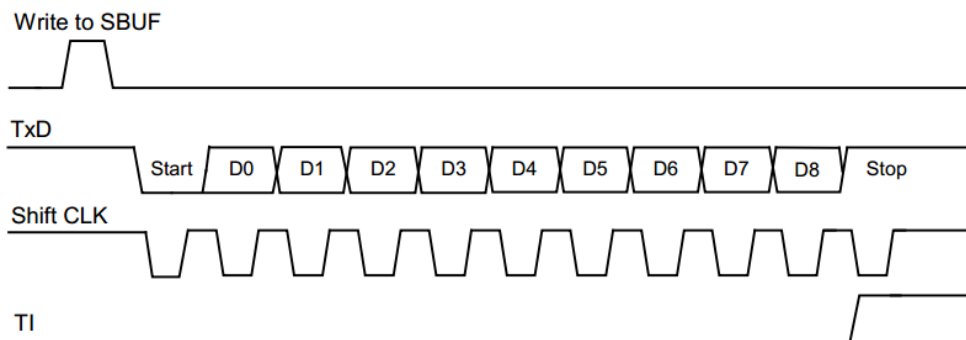 Write to SBUF
TxD
Start D0 D1 D2 D3 D4 D5 D6 D7 D8 Stop
Shift CLK
TI